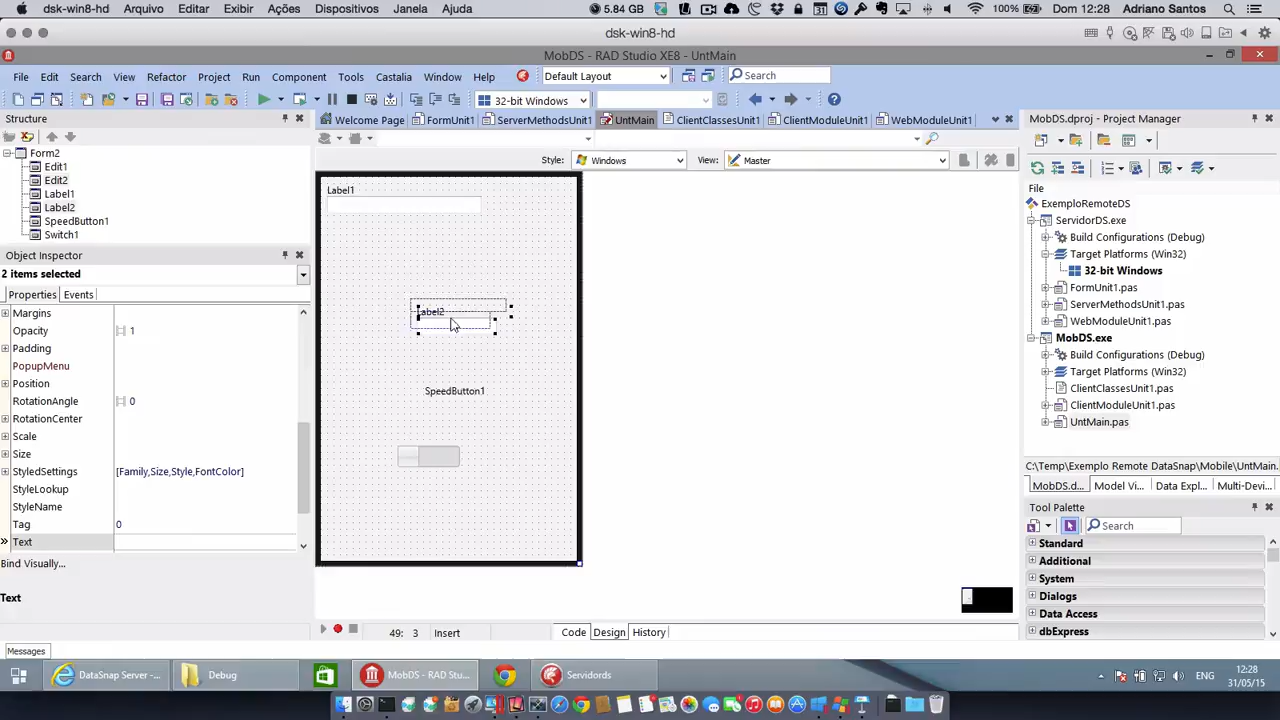 dsk-win8-hd Arquivo Editar Exibir Ações Dispositivos Janela Ajuda 5.84 GB 100% Dom 12:28 Adriano Santos
dsk-win8-hd
MobDS - RAD Studio XE8 - UntMain
File Edit Search View Refactor Project Run Component Tools Castalia Window Help Default Layout Search
32-bit Windows
Structure
Welcome Page FormUnit1 ServerMethodsUnit1 UntMain ClientClassesUnit1 ClientModuleUnit1 WebModuleUnit1
MobDS.dproj - Project Manager
Form2
Edit1
Edit2
Label1
Label2
SpeedButton1
Switch1
Style: Windows View: Master
Label1
Label2
SpeedButton1
Object Inspector
2 items selected
Properties Events
Margins
Opacity 1
Padding
PopupMenu
Position
RotationAngle 0
RotationCenter
Scale
Size
StyledSettings [Family,Size,Style,FontColor]
StyleLookup
StyleName
Tag 0
Text
Bind Visually...
Text
File
ExemploRemoteDS
ServidorDS.exe
Build Configurations (Debug)
Target Platforms (Win32)
32-bit Windows
FormUnit1.pas
ServerMethodsUnit1.pas
WebModuleUnit1.pas
MobDS.exe
Build Configurations (Debug)
Target Platforms (Win32)
ClientClassesUnit1.pas
ClientModuleUnit1.pas
UntMain.pas
C:\Temp\Exemplo Remote DataSnap\Mobile\UntMain.
MobDS.d... Model Vi... Data Expl... Multi-Devi...
Tool Palette
Search
Standard
Additional
System
Dialogs
Data Access
dbExpress
49: 3 Insert Code Design History
Messages
DataSnap Server -... Debug MobDS - RAD Stu... Servidords ENG 12:28
31/05/15